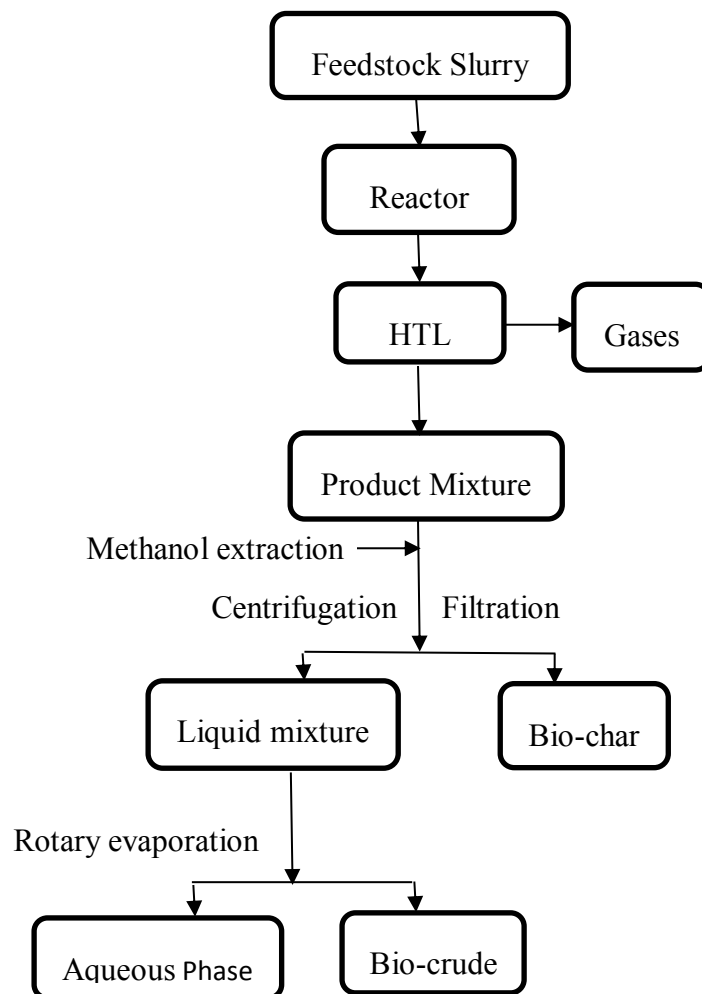 Feedstock Slurry
Reactor
HTL
Gases
Product Mixture
Methanol extraction
Centrifugation
Filtration
Liquid mixture
Bio-char
Rotary evaporation
Aqueous Phase
Bio-crude